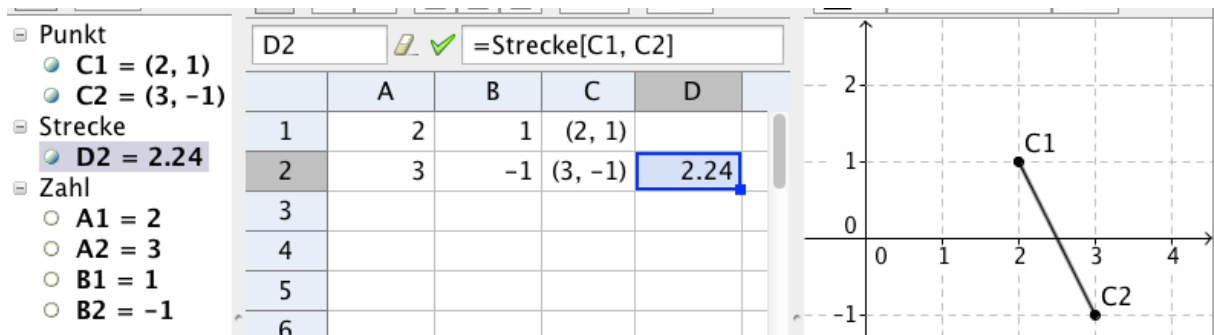 Punkt
C1 = (2, 1)
C2 = (3, −1)
Strecke
D2 = 2.24
Zahl
A1 = 2
A2 = 3
B1 = 1
B2 = −1
D2 =Strecke[C1, C2]
A B C D
1 2 1 (2, 1)
2 3 −1 (3, −1) 2.24
3
4
5
6
2
C1
1
0
0 1 2 3 4
C2
−1